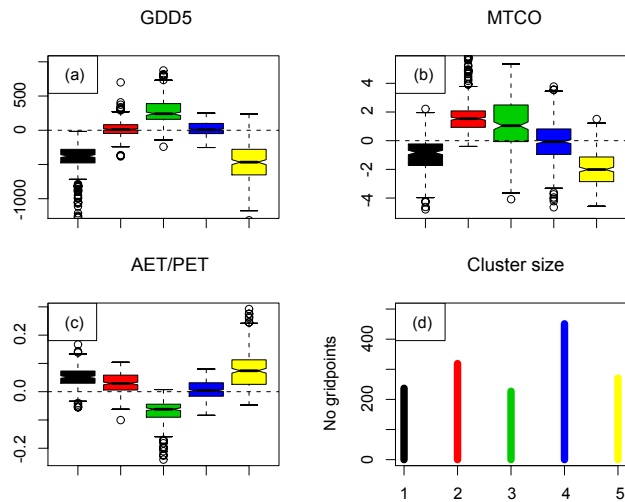 GDD5
MTCO
(a)
(b)
500
0
-1000
4
2
0
-2
-4
AET/PET
Cluster size
(c)
(d)
0.2
0.0
-0.2
No gridpoints
400
200
0
1 2 3 4 5